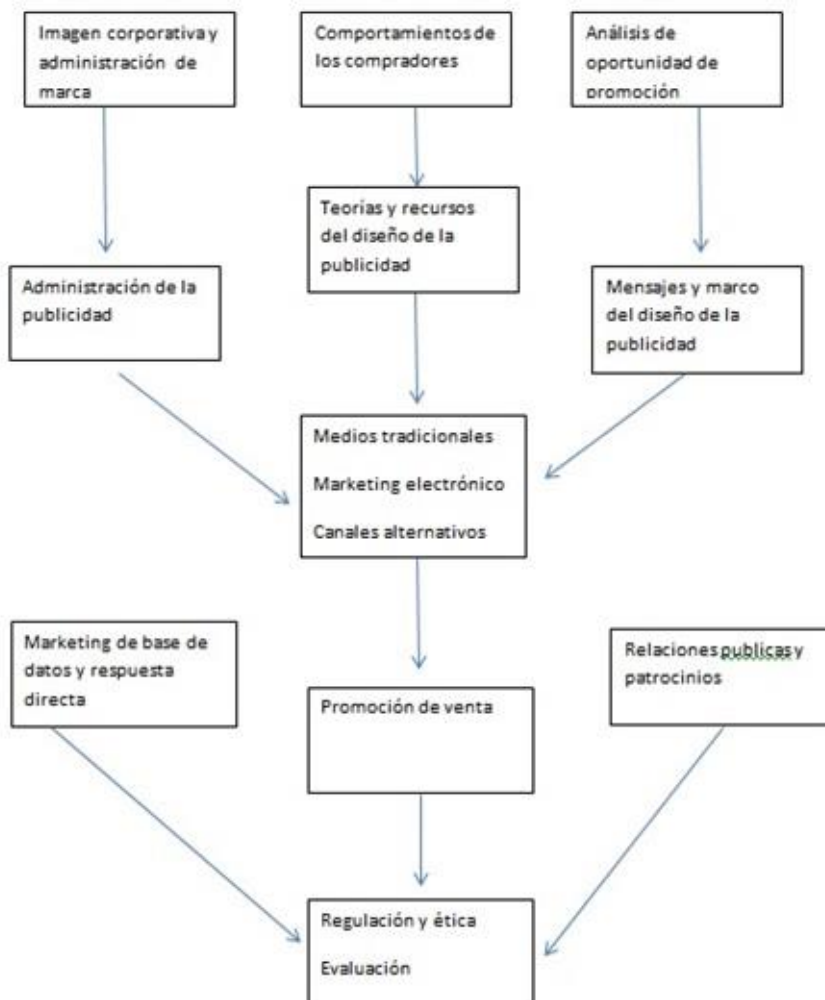 Imagen corporativa y
administración de
marca
Comportamientos de
los compradores
Análisis de
oportunidad de
promoción
Teorías y recursos
del diseño de la
publicidad
Administración de la
publicidad
Mensajes y marco
del diseño de la
publicidad
Medios tradicionales
Marketing electrónico
Canales alternativos
Marketing de base de
datos y respuesta
directa
Relaciones publicas y
patrocinios
Promoción de venta
Regulación y ética
Evaluación